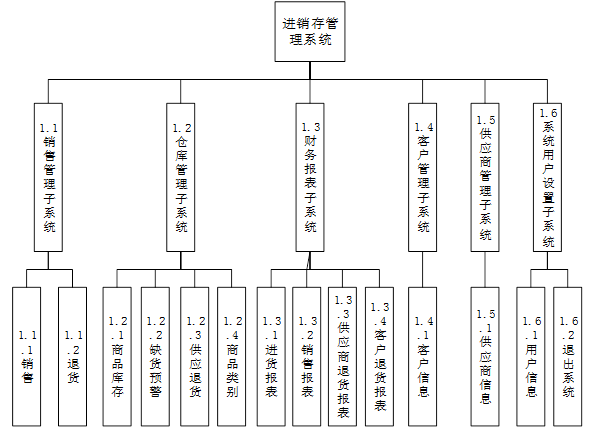 进销存管理系统
1.1销售管理子系统
1.2仓库管理子系统
1.3财务报表子系统
1.4客户管理子系统
1.5供应商管理子系统
1.6系统用户设置子系统
1.1.1销售
1.1.2退货
1.2.1商品库存
1.2.2缺货预警
1.2.3供应退货
1.2.4商品类别
1.3.1进货报表
1.3.2销售报表
1.3.3供应商退货报表
1.3.4客户退货报表
1.4.1客户信息
1.5.1供应商信息
1.6.1用户信息
1.6.2退出系统